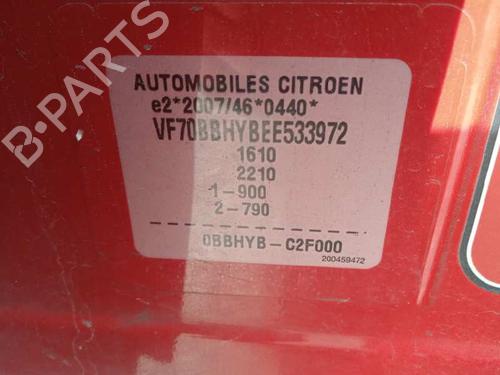 AUTOMOBILES CITROEN
e2*2007/46*0440*
VF70BBHYBEE533972
1610
2210
1-900
2-790
0BBHYB-C2F000
200459472
B-PARTS